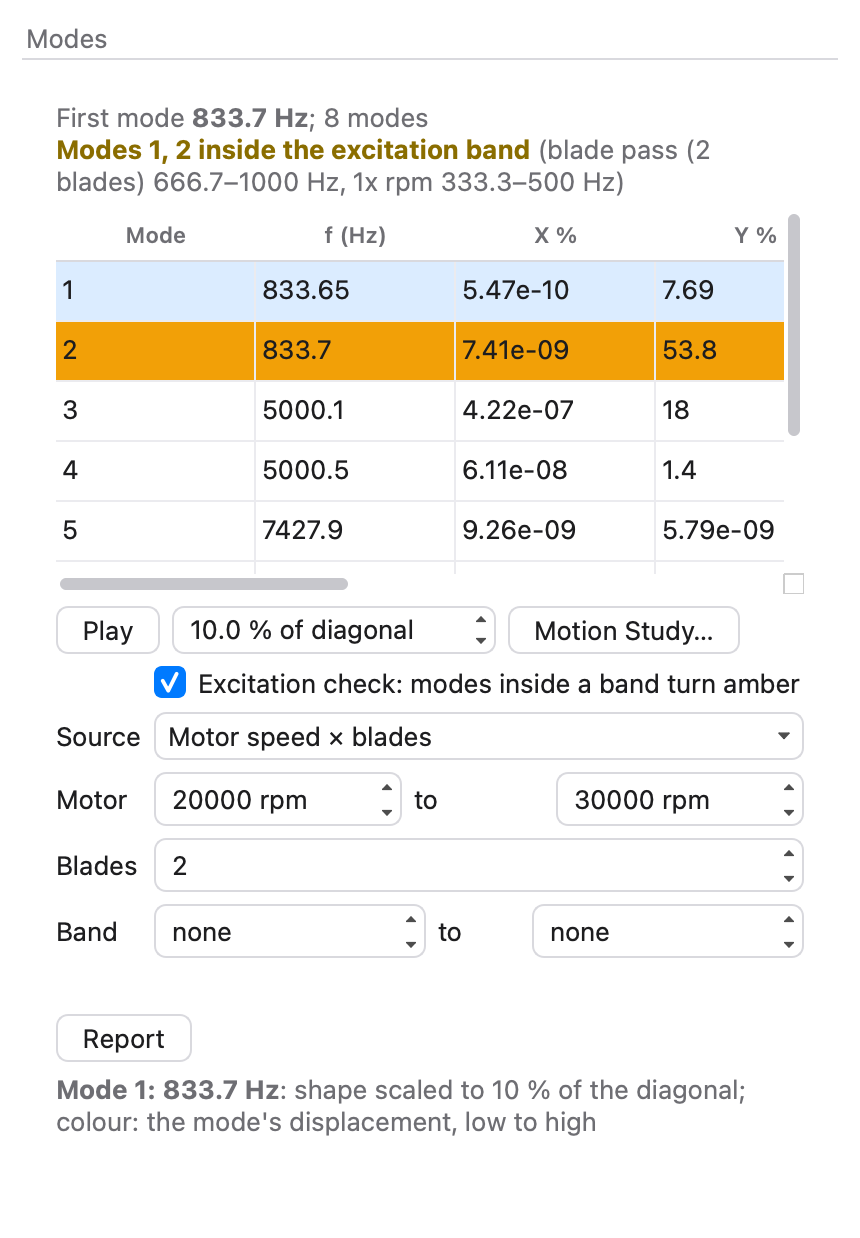 Modes
First mode 833.7 Hz; 8 modes
Modes 1, 2 inside the excitation band (blade pass (2
blades) 666.7–1000 Hz, 1x rpm 333.3–500 Hz)
Mode f (Hz) X % Y %
1 833.65 5.47e-10 7.69
2 833.7 7.41e-09 53.8
3 5000.1 4.22e-07 18
4 5000.5 6.11e-08 1.4
5 7427.9 9.26e-09 5.79e-09
Play 10.0 % of diagonal Motion Study...
Excitation check: modes inside a band turn amber
Source Motor speed × blades
Motor 20000 rpm to 30000 rpm
Blades 2
Band none to none
Report
Mode 1: 833.7 Hz: shape scaled to 10 % of the diagonal;
colour: the mode's displacement, low to high